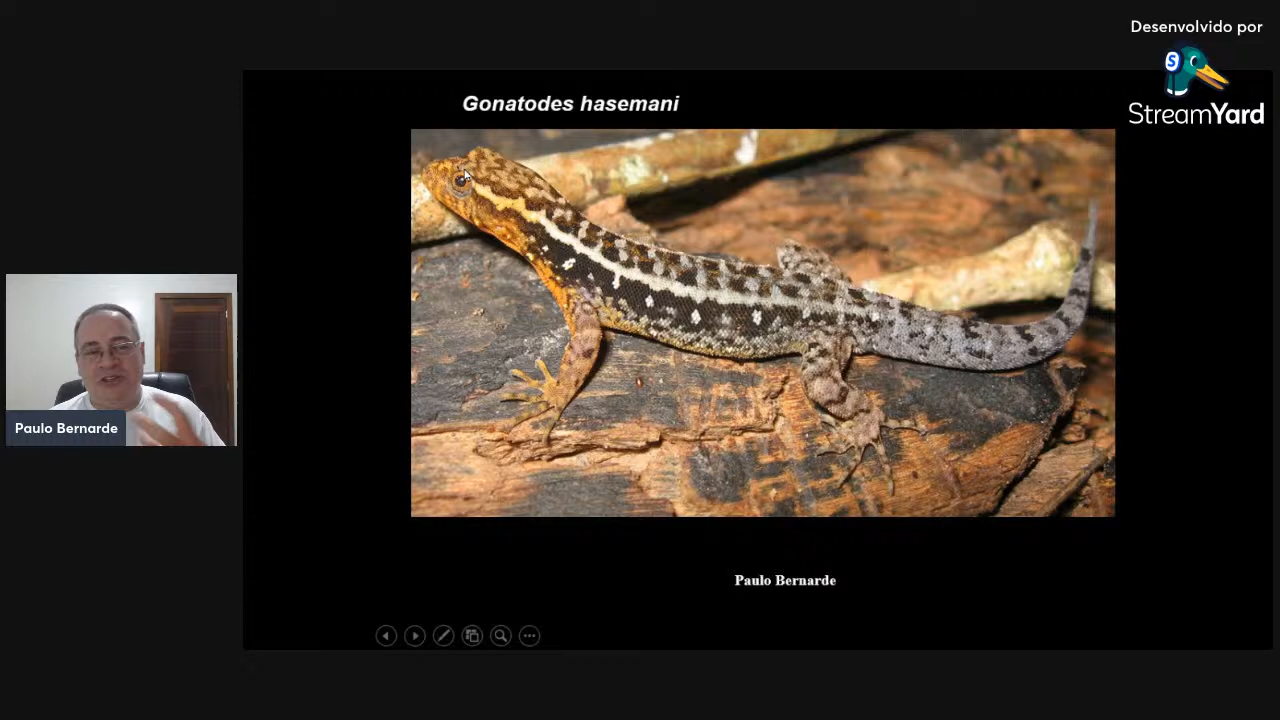 Desenvolvido por
StreamYard
Gonatodes hasemani
Paulo Bernarde
Paulo Bernarde